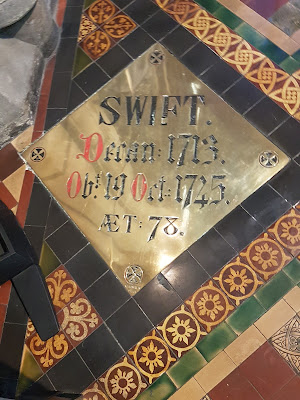 SWIFT.
Decan: 1713.
Obt. 19 Oct: 1745.
ÆT: 78.